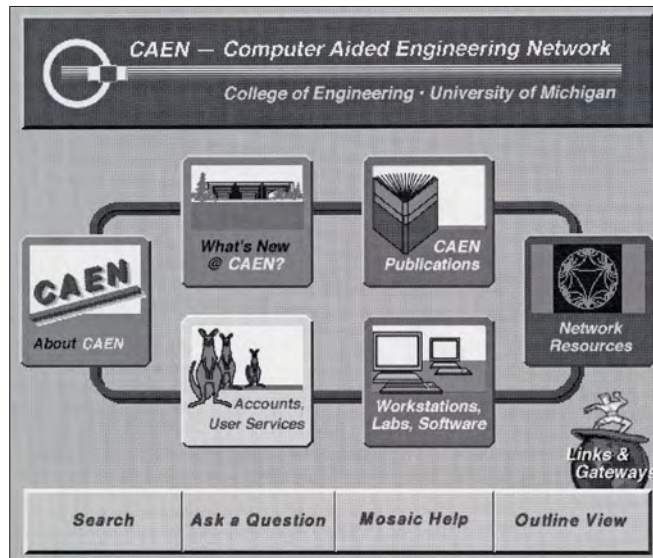 CAEN — Computer Aided Engineering Network
College of Engineering · University of Michigan
What's New
@ CAEN?
CAEN
Publications
CAEN
About CAEN
Network
Resources
Accounts,
User Services
Workstations,
Labs, Software
Links &
Gateways
Search
Ask a Question
Mosaic Help
Outline View